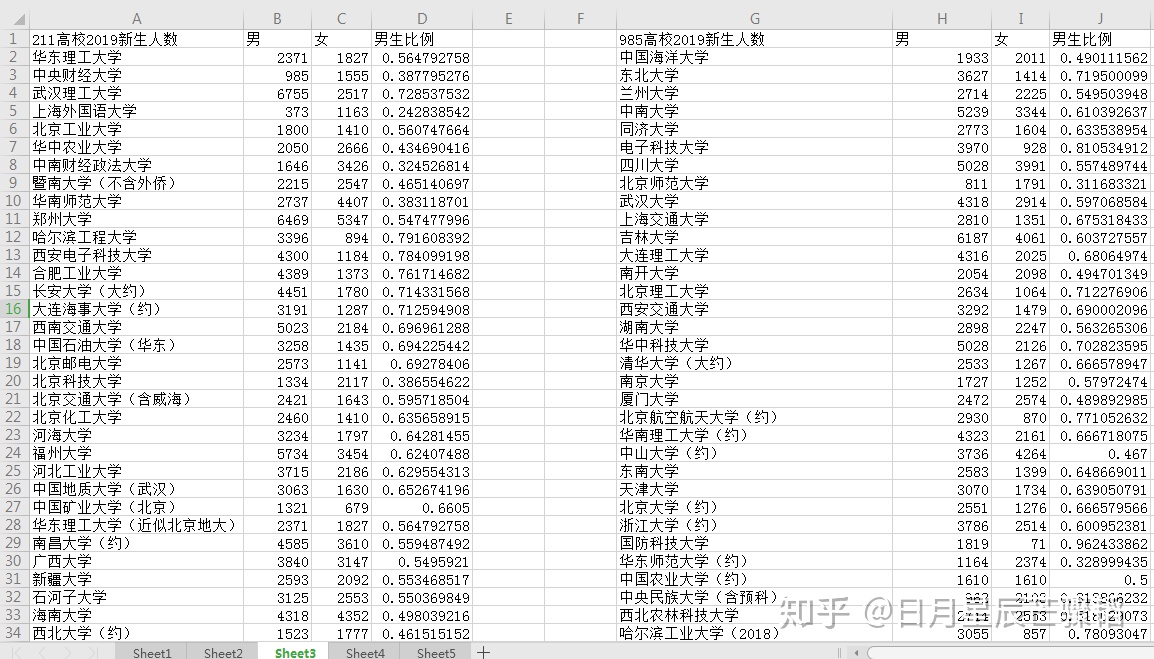 A B C D E F G H I J
1 211高校2019新生人数 男 女 男生比例 985高校2019新生人数 男 女 男生比例
2 华东理工大学 2371 1827 0.564792758 中国海洋大学 1933 2011 0.490111562
3 中央财经大学 985 1555 0.387795276 东北大学 3627 1414 0.719500099
4 武汉理工大学 6755 2517 0.728537532 兰州大学 2714 2225 0.549503948
5 上海外国语大学 373 1163 0.242838542 中南大学 5239 3344 0.610392637
6 北京工业大学 1800 1410 0.560747664 同济大学 2773 1604 0.633538954
7 华中农业大学 2050 2666 0.434690416 电子科技大学 3970 928 0.810534912
8 中南财经政法大学 1646 3426 0.324526814 四川大学 5028 3991 0.557489744
9 暨南大学（不含外侨） 2215 2547 0.465140697 北京师范大学 811 1791 0.311683321
10 华南师范大学 2737 4407 0.383118701 武汉大学 4318 2914 0.597068584
11 郑州大学 6469 5347 0.547477996 上海交通大学 2810 1351 0.675318433
12 哈尔滨工程大学 3396 894 0.791608392 吉林大学 6187 4061 0.603727557
13 西安电子科技大学 4300 1184 0.784099198 大连理工大学 4316 2025 0.68064974
14 合肥工业大学 4389 1373 0.761714682 南开大学 2054 2098 0.494701349
15 长安大学（大约） 4451 1780 0.714331568 北京理工大学 2634 1064 0.712276906
16 大连海事大学（约） 3191 1287 0.712594908 西安交通大学 3292 1479 0.690002096
17 西南交通大学 5023 2184 0.696961288 湖南大学 2898 2247 0.563265306
18 中国石油大学（华东） 3258 1435 0.694225442 华中科技大学 5028 2126 0.702823595
19 北京邮电大学 2573 1141 0.69278406 清华大学（大约） 2533 1267 0.666578947
20 北京科技大学 1334 2117 0.386554622 南京大学 1727 1252 0.57972474
21 北京交通大学（含威海） 2421 1643 0.595718504 厦门大学 2472 2574 0.489892985
22 北京化工大学 2460 1410 0.635658915 北京航空航天大学（约） 2930 870 0.771052632
23 河海大学 3234 1797 0.64281455 华南理工大学（约） 4323 2161 0.666718075
24 福州大学 5734 3454 0.62407488 中山大学（约） 3736 4264 0.467
25 河北工业大学 3715 2186 0.629554313 东南大学 2583 1399 0.648669011
26 中国地质大学（武汉） 3063 1630 0.652674196 天津大学 3070 1734 0.639050791
27 中国矿业大学（北京） 1321 679 0.6605 北京大学（约） 2551 1276 0.666579566
28 华东理工大学（近似北京地大） 2371 1827 0.564792758 浙江大学（约） 3786 2514 0.600952381
29 南昌大学（约） 4585 3610 0.559487492 国防科技大学 1819 71 0.962433862
30 广西大学 3840 3147 0.5495921 华东师范大学（约） 1164 2374 0.328999435
31 新疆大学 2593 2092 0.553468517 中国农业大学（约） 1610 1610 0.5
32 石河子大学 3125 2553 0.550369849 中央民族大学（含预科）
33 海南大学 4318 4352 0.498039216 西北农林科技大学
34 西北大学（约） 1523 1777 0.461515152 哈尔滨工业大学（2018） 3055 857 0.78093047
Sheet1 Sheet2 Sheet3 Sheet4 Sheet5 +